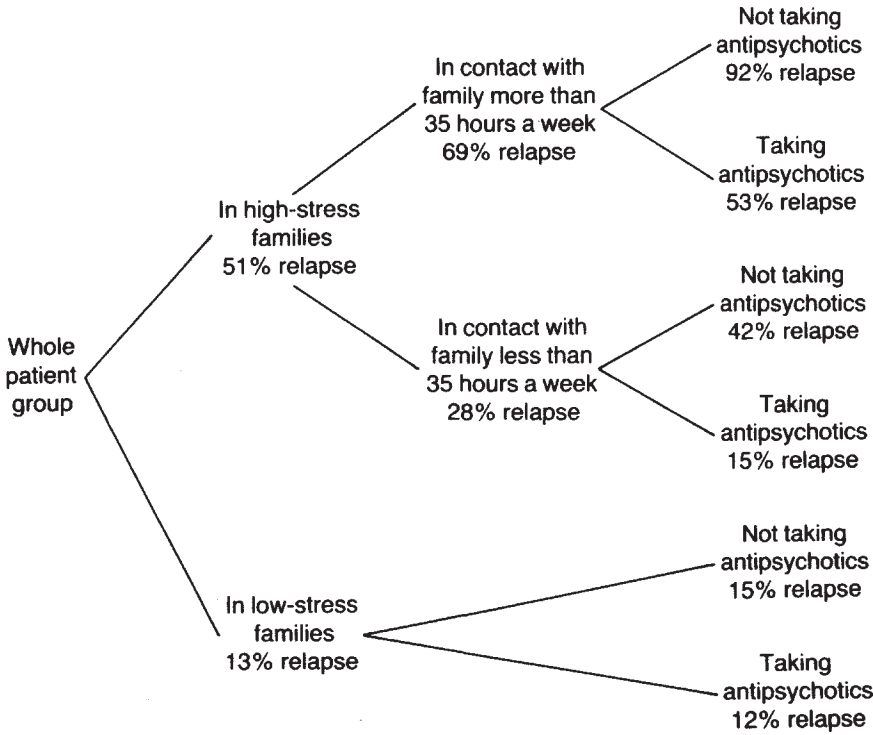 Whole
patient
group
In high-stress
families
51% relapse
In contact with
family more than
35 hours a week
69% relapse
Not taking
antipsychotics
92% relapse
Taking
antipsychotics
53% relapse
In contact with
family less than
35 hours a week
28% relapse
Not taking
antipsychotics
42% relapse
Taking
antipsychotics
15% relapse
In low-stress
families
13% relapse
Not taking
antipsychotics
15% relapse
Taking
antipsychotics
12% relapse